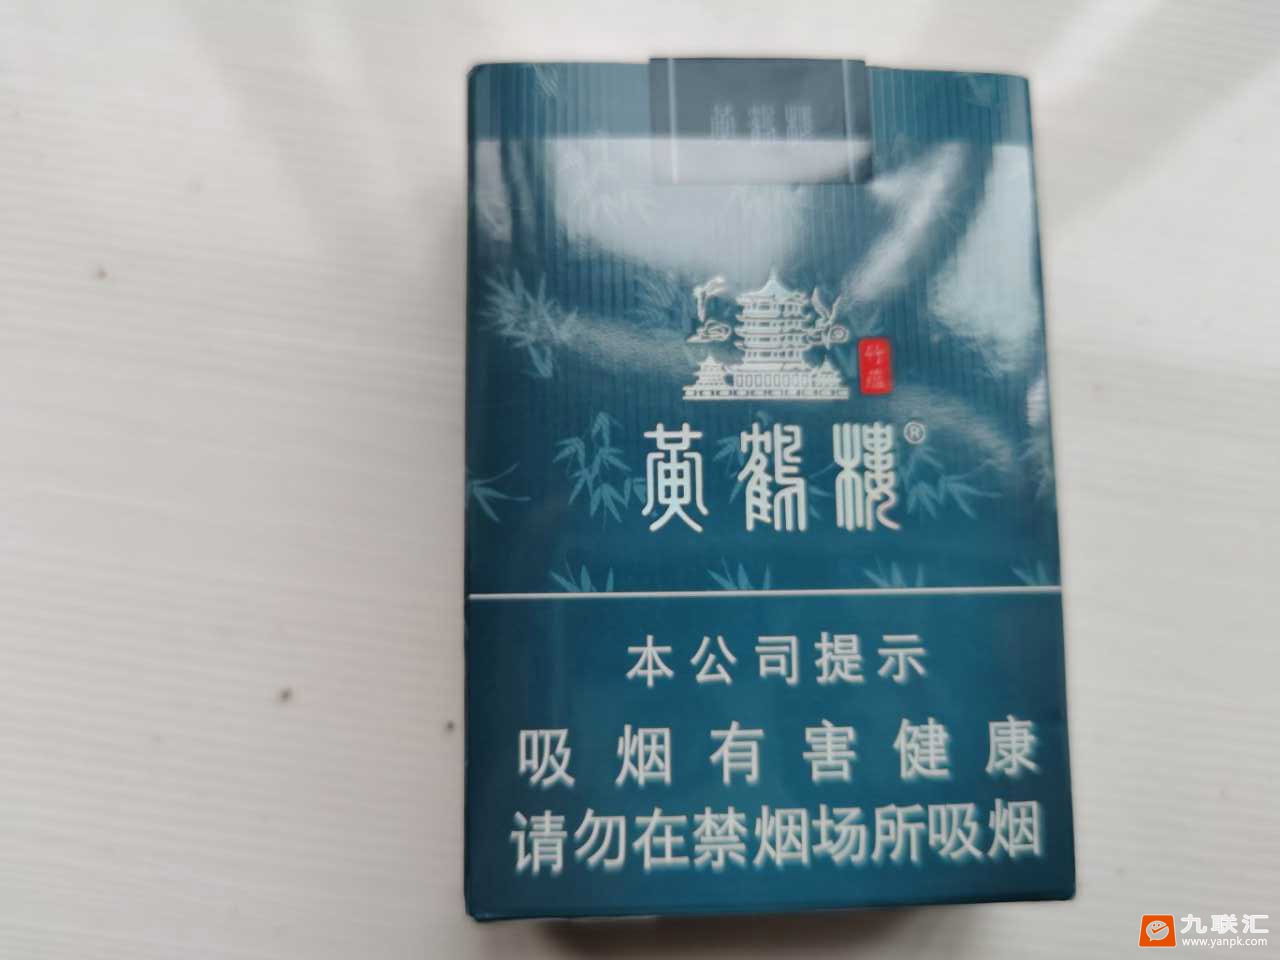 黄鹤楼
竹
黄鹤楼®
本公司提示
吸烟有害健康
请勿在禁烟场所吸烟
九联汇
www.yanpk.com